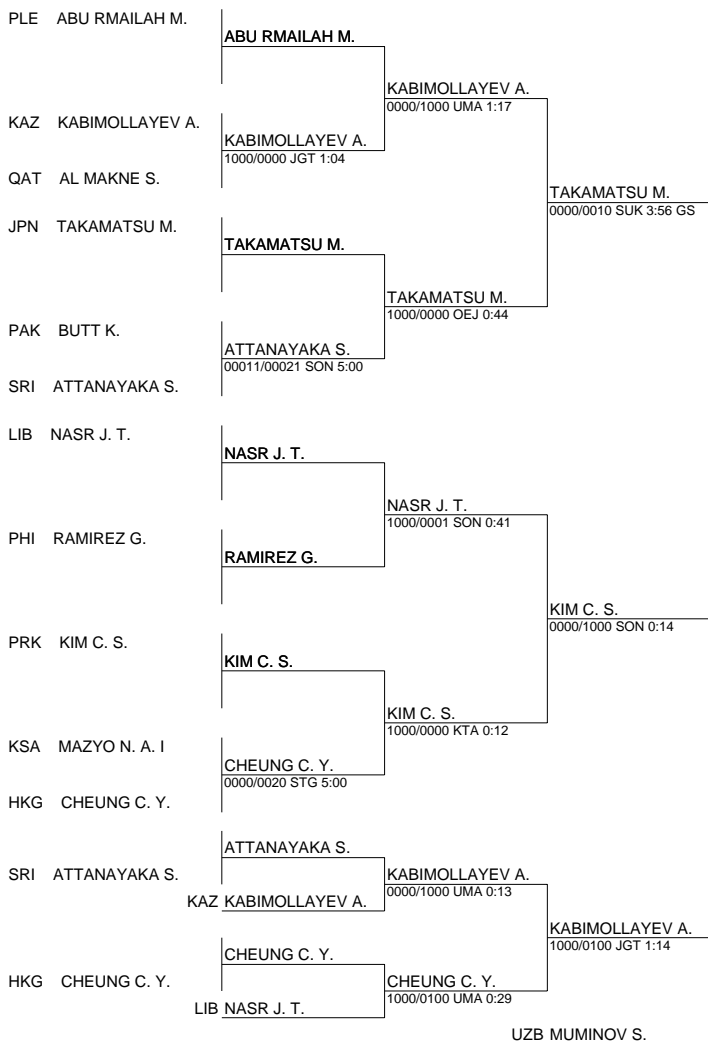 PLE ABU RMAILAH M.
ABU RMAILAH M.
KABIMOLLAYEV A.
0000/1000 UMA 1:17
KAZ KABIMOLLAYEV A.
KABIMOLLAYEV A.
1000/0000 JGT 1:04
QAT AL MAKNE S.
TAKAMATSU M.
0000/0010 SUK 3:56 GS
JPN TAKAMATSU M.
TAKAMATSU M.
TAKAMATSU M.
1000/0000 OEJ 0:44
PAK BUTT K.
ATTANAYAKA S.
00011/00021 SON 5:00
SRI ATTANAYAKA S.
LIB NASR J. T.
NASR J. T.
NASR J. T.
1000/0001 SON 0:41
PHI RAMIREZ G.
RAMIREZ G.
KIM C. S.
0000/1000 SON 0:14
PRK KIM C. S.
KIM C. S.
KIM C. S.
1000/0000 KTA 0:12
KSA MAZYO N. A. I
CHEUNG C. Y.
0000/0020 STG 5:00
HKG CHEUNG C. Y.
ATTANAYAKA S.
SRI ATTANAYAKA S.
KABIMOLLAYEV A.
0000/1000 UMA 0:13
KAZ KABIMOLLAYEV A.
KABIMOLLAYEV A.
1000/0100 JGT 1:14
CHEUNG C. Y.
HKG CHEUNG C. Y.
CHEUNG C. Y.
1000/0100 UMA 0:29
LIB NASR J. T.
UZB MUMINOV S.